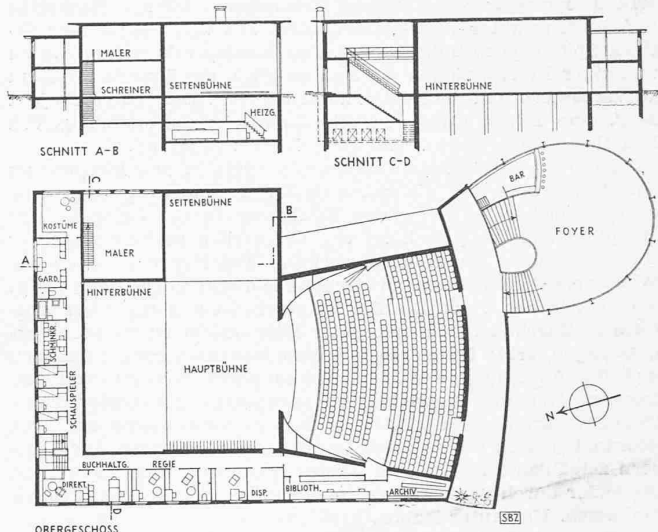 MALER
SCHREINER
SEITENBÜHNE
HEIZG.
SCHNITT A-B
HINTERBÜHNE
SCHNITT C-D
C
SEITENBÜHNE
B
KOSTÜME
MALER
A
GARD.
HINTERBÜHNE
SCHMINKR.
SCHAUSPIELER
HAUPTBÜHNE
BAR
FOYER
N
BUCHHALTG.
REGIE
DIREKT.
DISP.
BIBLIOTH.
ARCHIV
D
OBERGESCHOSS
SBZ